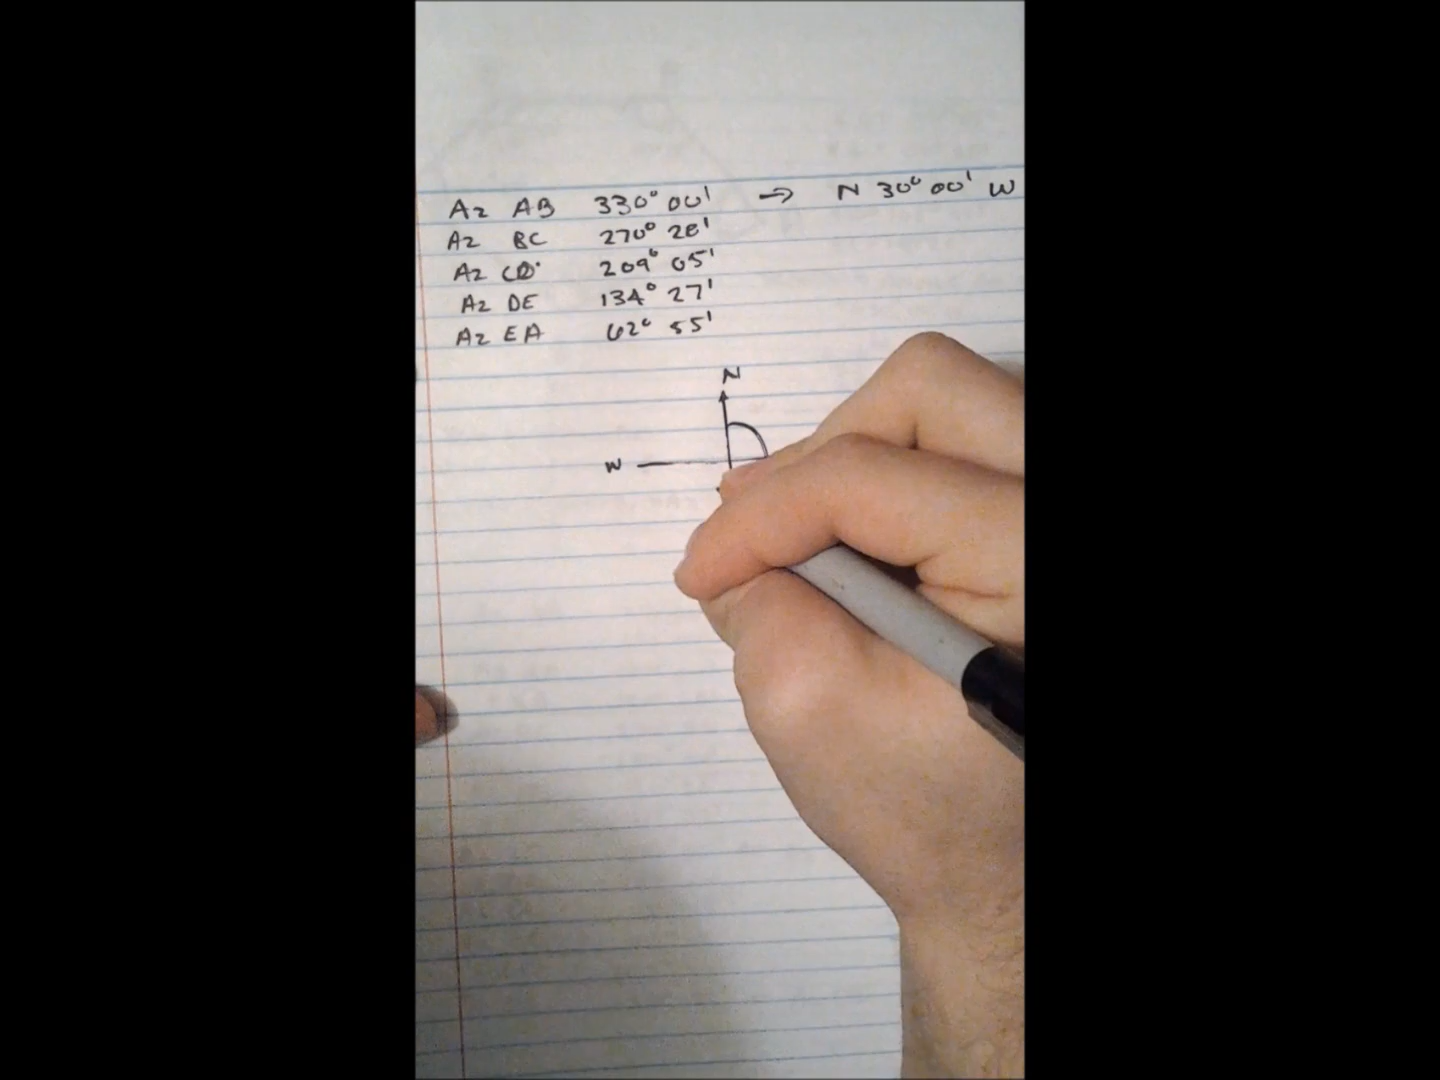 Az AB 330° 00' → N 30° 00' W
Az BC 270° 28'
Az CD 209° 05'
Az DE 134° 27'
Az EA 62° 55'
N
W